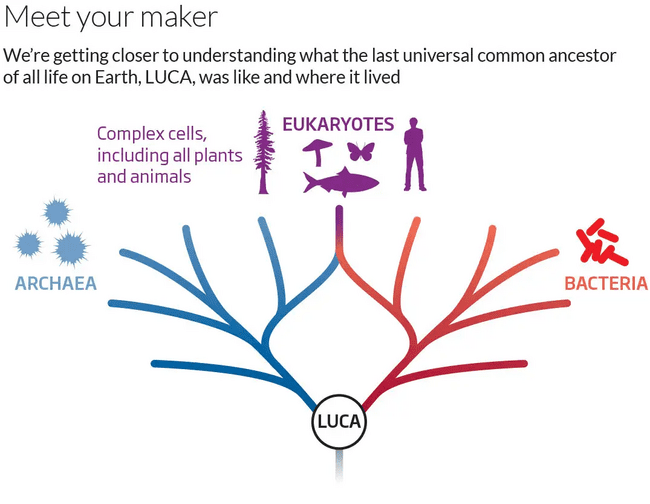 Meet your maker
We're getting closer to understanding what the last universal common ancestor
of all life on Earth, LUCA, was like and where it lived
Complex cells,
including all plants
and animals
EUKARYOTES
ARCHAEA
BACTERIA
LUCA